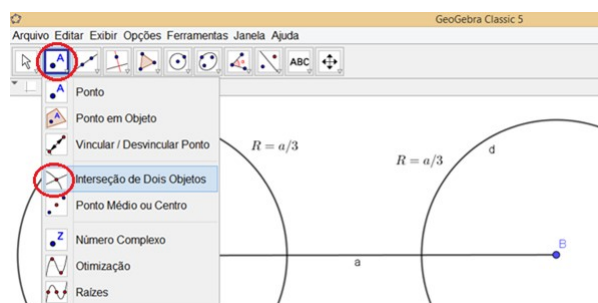 GeoGebra Classic 5
Arquivo Editar Exibir Opções Ferramentas Janela Ajuda
A
ABC
A Ponto
A Ponto em Objeto
Vincular / Desvincular Ponto
Interseção de Dois Objetos
Ponto Médio ou Centro
Z Número Complexo
Otimização
Raízes
R = a/3
R = a/3
d
B
a